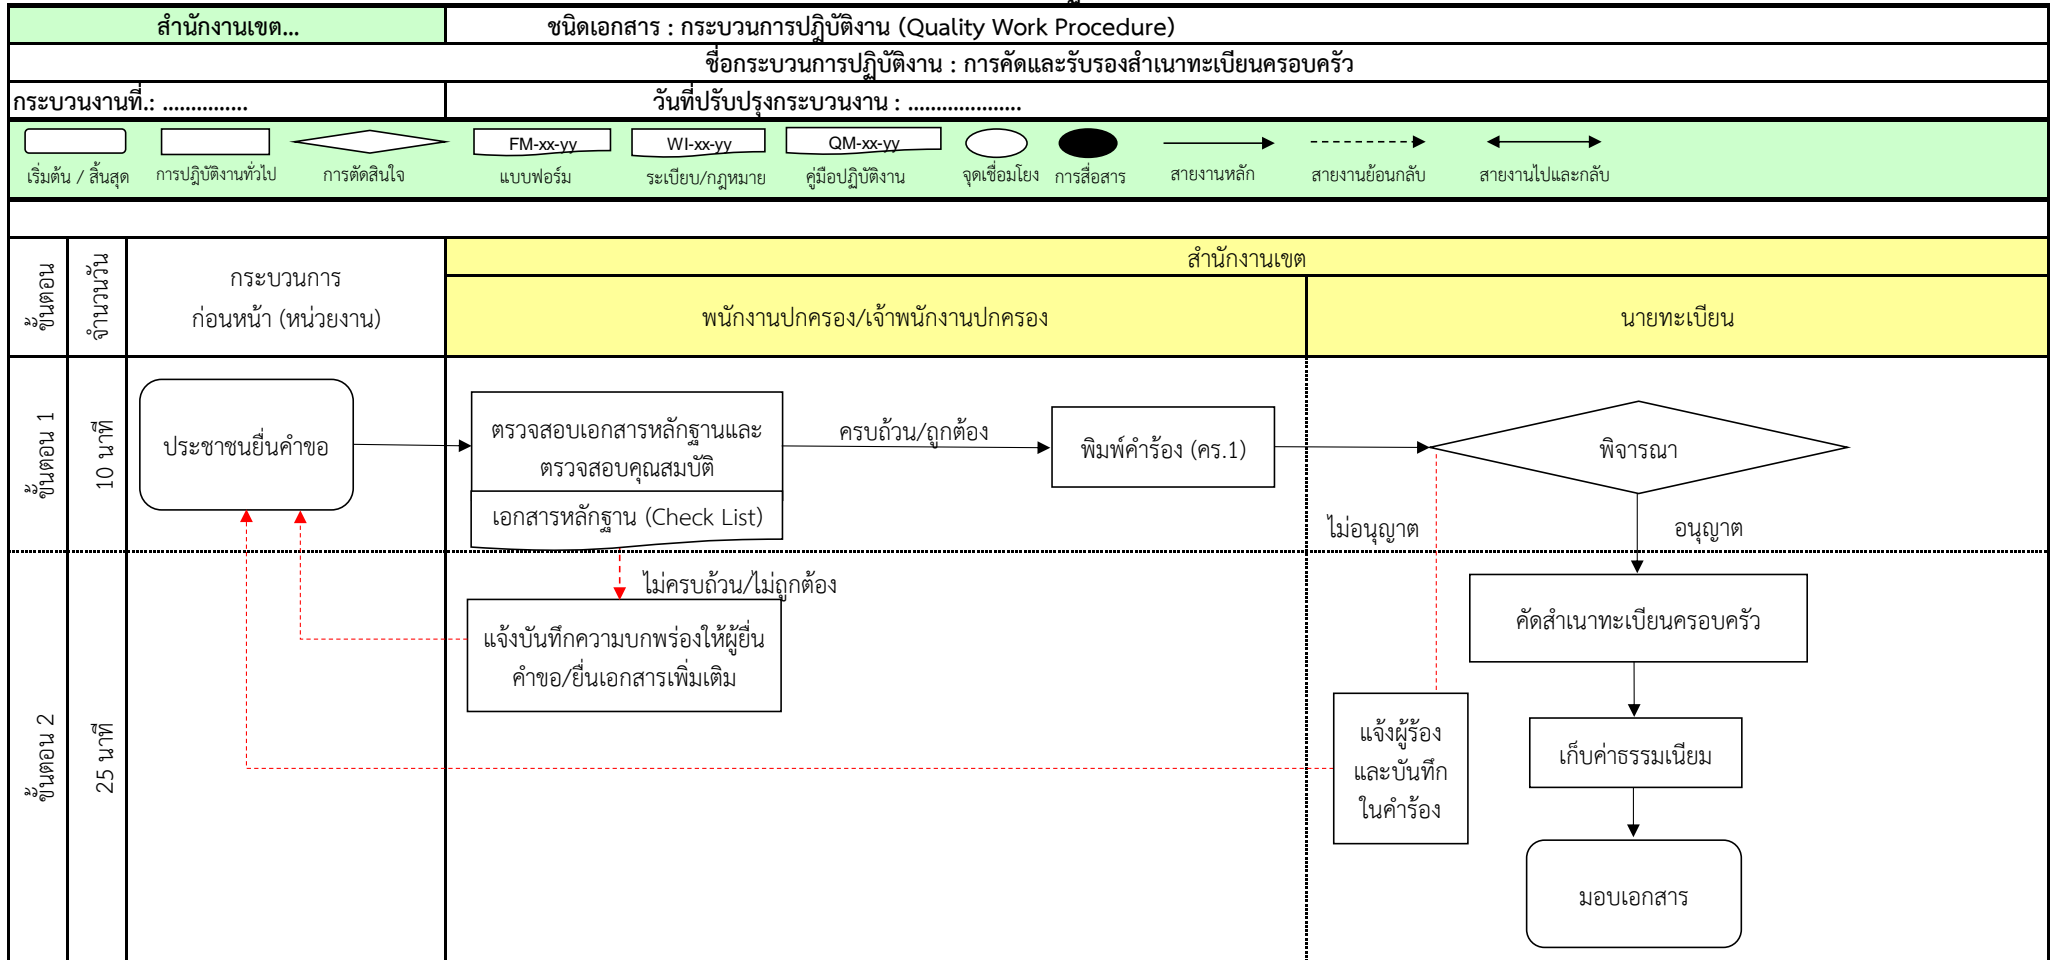 สำนักงานเขต...
ชนิดเอกสาร : กระบวนการปฏิบัติงาน (Quality Work Procedure)
ชื่อกระบวนการปฏิบัติงาน : การคัดและรับรองสำเนาทะเบียนครอบครัว
กระบวนงานที่.: ...............
วันที่ปรับปรุงกระบวนงาน : ....................
FM-xx-yy
WI-xx-yy
QM-xx-yy
เริ่มต้น / สิ้นสุด
การปฏิบัติงานทั่วไป
การตัดสินใจ
แบบฟอร์ม
ระเบียบ/กฎหมาย
คู่มือปฏิบัติงาน
จุดเชื่อมโยง
การสื่อสาร
สายงานหลัก
สายงานย้อนกลับ
สายงานไปและกลับ
ขั้นตอน
จำนวนวัน
กระบวนการ
ก่อนหน้า (หน่วยงาน)
สำนักงานเขต
พนักงานปกครอง/เจ้าพนักงานปกครอง
นายทะเบียน
ขั้นตอน 1
10 นาที
ประชาชนยื่นคำขอ
ตรวจสอบเอกสารหลักฐานและ
ตรวจสอบคุณสมบัติ
เอกสารหลักฐาน (Check List)
ครบถ้วน/ถูกต้อง
พิมพ์คำร้อง (คร.1)
พิจารณา
ไม่อนุญาต
อนุญาต
ขั้นตอน 2
25 นาที
ไม่ครบถ้วน/ไม่ถูกต้อง
แจ้งบันทึกความบกพร่องให้ผู้ยื่น
คำขอ/ยื่นเอกสารเพิ่มเติม
คัดสำเนาทะเบียนครอบครัว
แจ้งผู้ร้อง
และบันทึก
ในคำร้อง
เก็บค่าธรรมเนียม
มอบเอกสาร